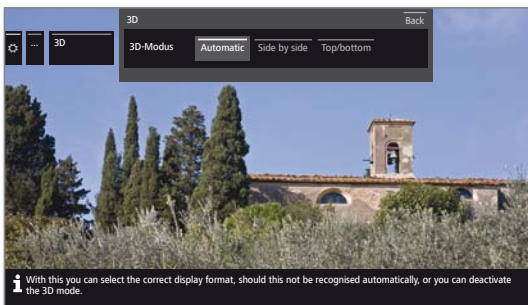 3D
Back
...
3D
3D-Modus
Automatic
Side by side
Top/bottom
With this you can select the correct display format, should this not be recognised automatically, or you can deactivate
the 3D mode.